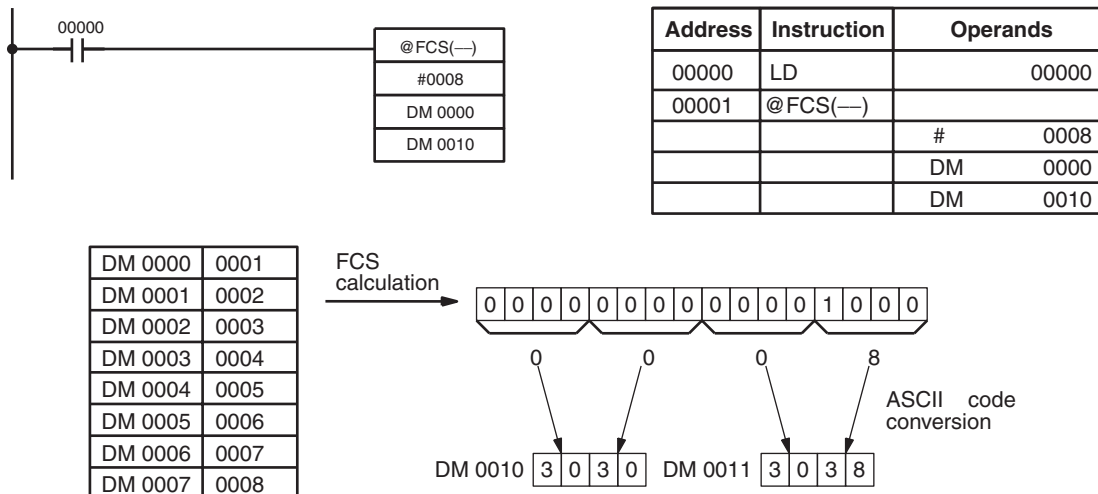 00000
@FCS(––)
#0008
DM 0000
DM 0010
Address Instruction Operands
00000 LD 00000
00001 @FCS(––)
# 0008
DM 0000
DM 0010
DM 0000 0001
DM 0001 0002
DM 0002 0003
DM 0003 0004
DM 0004 0005
DM 0005 0006
DM 0006 0007
DM 0007 0008
FCS
calculation
0 0 0 0 0 0 0 0 0 0 0 0 1 0 0 0
0 0 0 8
ASCII code
conversion
DM 0010 3 0 3 0 DM 0011 3 0 3 8